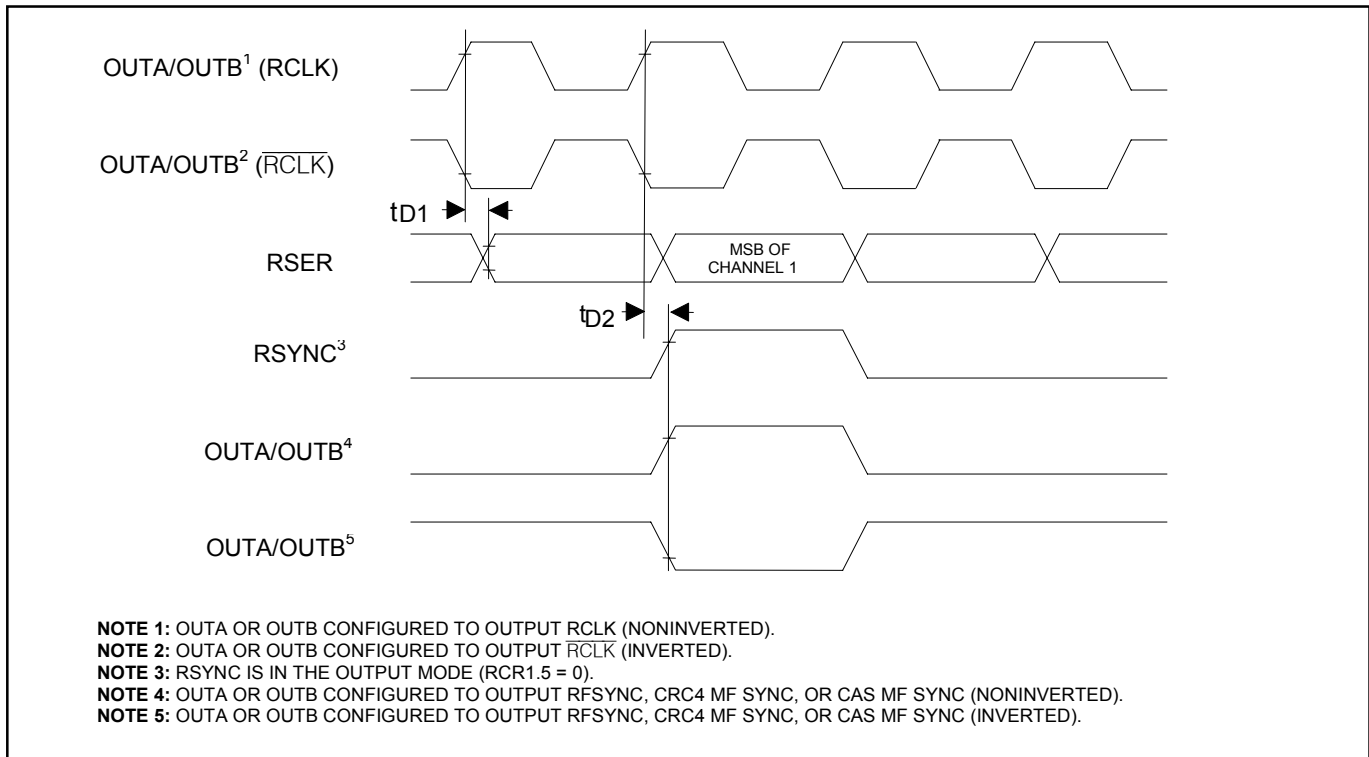 OUTA/OUTB¹ (RCLK)
OUTA/OUTB² (R̅C̅L̅K̅)
tD1
RSER
MSB OF
CHANNEL 1
tD2
RSYNC³
OUTA/OUTB⁴
OUTA/OUTB⁵
NOTE 1: OUTA OR OUTB CONFIGURED TO OUTPUT RCLK (NONINVERTED).
NOTE 2: OUTA OR OUTB CONFIGURED TO OUTPUT R̅C̅L̅K̅ (INVERTED).
NOTE 3: RSYNC IS IN THE OUTPUT MODE (RCR1.5 = 0).
NOTE 4: OUTA OR OUTB CONFIGURED TO OUTPUT RFSYNC, CRC4 MF SYNC, OR CAS MF SYNC (NONINVERTED).
NOTE 5: OUTA OR OUTB CONFIGURED TO OUTPUT RFSYNC, CRC4 MF SYNC, OR CAS MF SYNC (INVERTED).